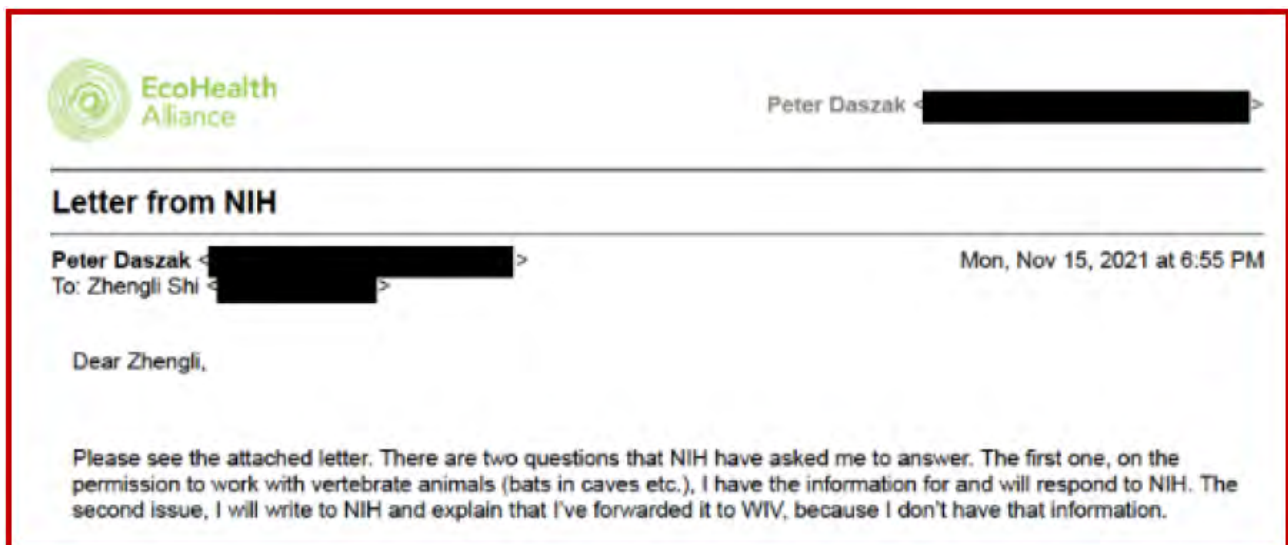 EcoHealth
Alliance
Peter Daszak < >
Letter from NIH
Peter Daszak < >
Mon, Nov 15, 2021 at 6:55 PM
To: Zhengli Shi < >
Dear Zhengli,
Please see the attached letter. There are two questions that NIH have asked me to answer. The first one, on the
permission to work with vertebrate animals (bats in caves etc.), I have the information for and will respond to NIH. The
second issue, I will write to NIH and explain that I've forwarded it to WIV, because I don't have that information.